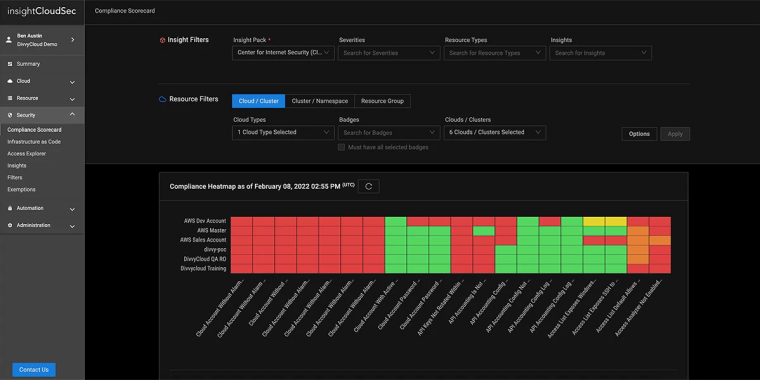 insightCloudSec
Compliance Scorecard
Ben Austin
DivvyCloud Demo
Summary
Cloud
Resource
Security
Compliance Scorecard
Infrastructure as Code
Access Explorer
Insights
Filters
Exemptions
Automation
Administration
Contact Us
Insight Filters
Insight Pack *
Severities
Resource Types
Insights
Center for Internet Security (CI...
Search for Severities
Search for Resource Types
Search for Insights
Resource Filters
Cloud / Cluster
Cluster / Namespace
Resource Group
Cloud Types
Badges
Clouds / Clusters
1 Cloud Type Selected
Search for Badges
6 Clouds / Clusters Selected
Options
Apply
Must have all selected badges
Compliance Heatmap as of February 08, 2022 02:55 PM (UTC)
AWS Dev Account
AWS Master
AWS Sales Account
divvy-poc
DivvyCloud QA RO
Divvycloud Training
Cloud Account Without Alarm...
Cloud Account Without Alarm...
Cloud Account Without ...
Cloud Account Without Alarm...
Cloud Account Without Alarm...
Cloud Account Without Alarm...
Cloud Account Without Alarm...
Cloud Account With Active ...
Cloud Account Password ...
Cloud Account Password ...
API Keys Not Rotated Within ...
API Accounting Is Not ...
API Accounting Config...
API Accounting Config Not ...
API Accounting Config Log ...
API Accounting Config Log ...
Access List Exposes Windows...
Access List Exposes SSH to ...
Access List Default Allows ...
Access Analyzer Not Enabled...